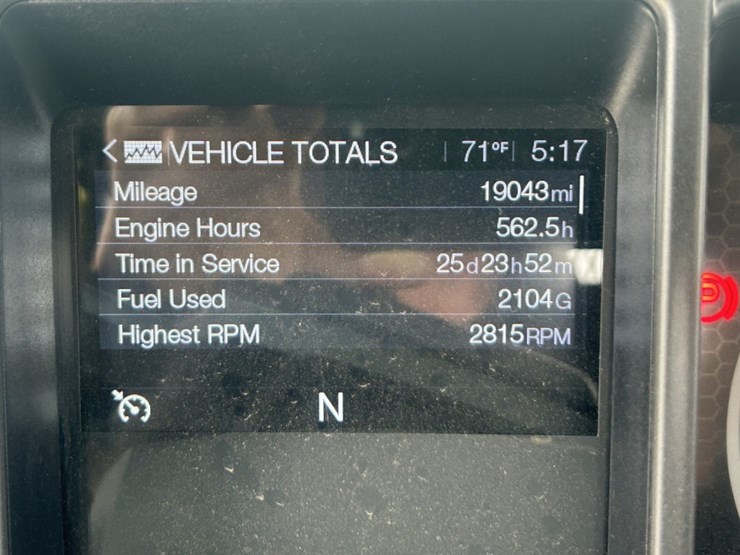 VEHICLE TOTALS 71°F 5:17
Mileage 19043mi
Engine Hours 562.5h
Time in Service 25d23h52m
Fuel Used 2104G
Highest RPM 2815RPM
N